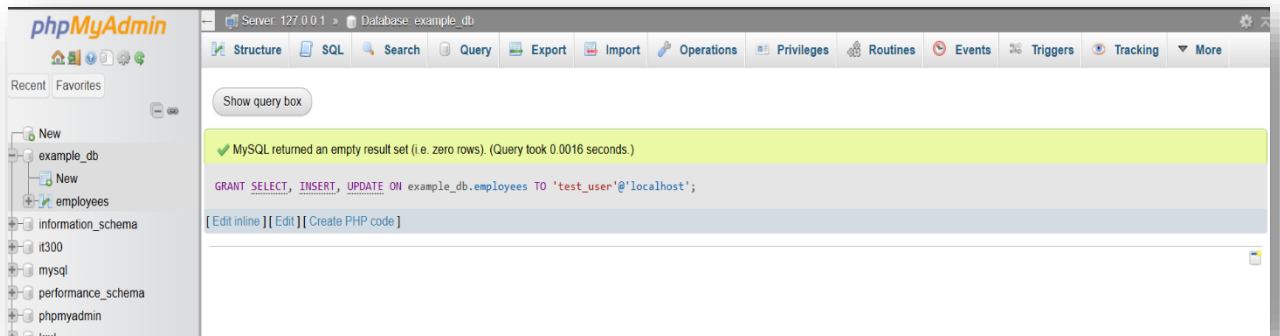 phpMyAdmin
Recent Favorites
New
example_db
New
employees
information_schema
it300
mysql
performance_schema
phpmyadmin
Server: 127.0.0.1 » Database: example_db
Structure SQL Search Query Export Import Operations Privileges Routines Events Triggers Tracking More
Show query box
MySQL returned an empty result set (i.e. zero rows). (Query took 0.0016 seconds.)
GRANT SELECT, INSERT, UPDATE ON example_db.employees TO 'test_user'@'localhost';
[ Edit inline ] [ Edit ] [ Create PHP code ]